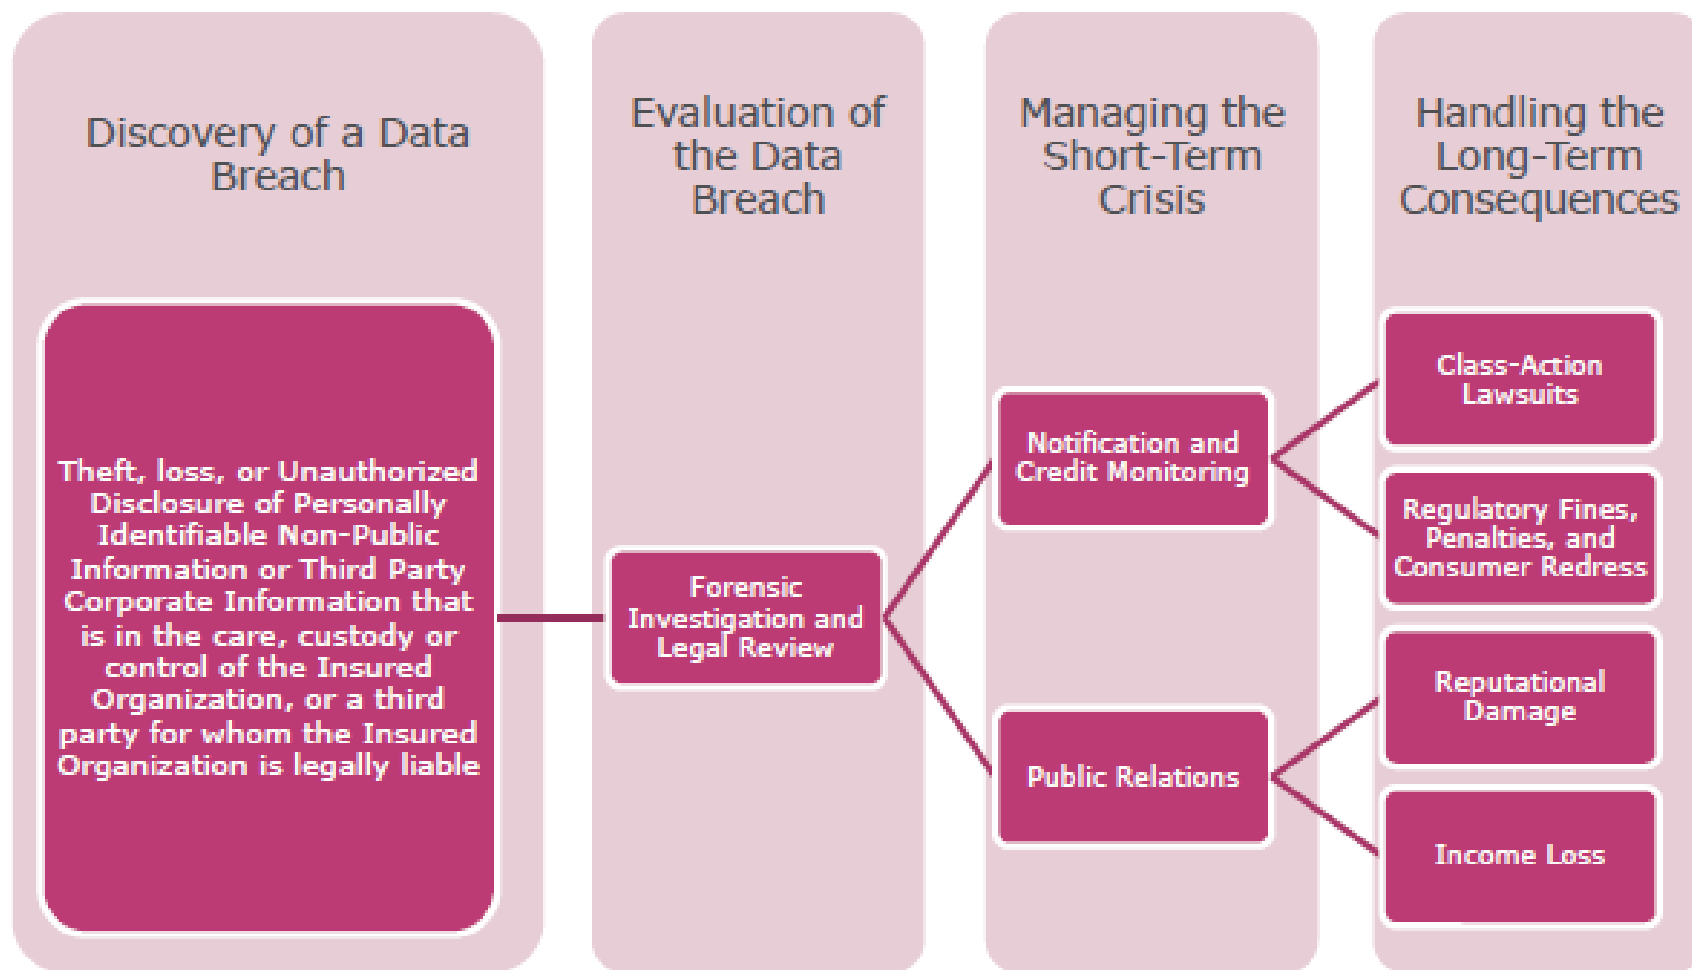 Discovery of a Data
Breach
Evaluation of
the Data
Breach
Managing the
Short-Term
Crisis
Handling the
Long-Term
Consequences
Theft, loss, or Unauthorized
Disclosure of Personally
Identifiable Non-Public
Information or Third Party
Corporate Information that
is in the care, custody or
control of the Insured
Organization, or a third
party for whom the Insured
Organization is legally liable
Forensic
Investigation and
Legal Review
Notification and
Credit Monitoring
Public Relations
Class-Action
Lawsuits
Regulatory Fines,
Penalties, and
Consumer Redress
Reputational
Damage
Income Loss